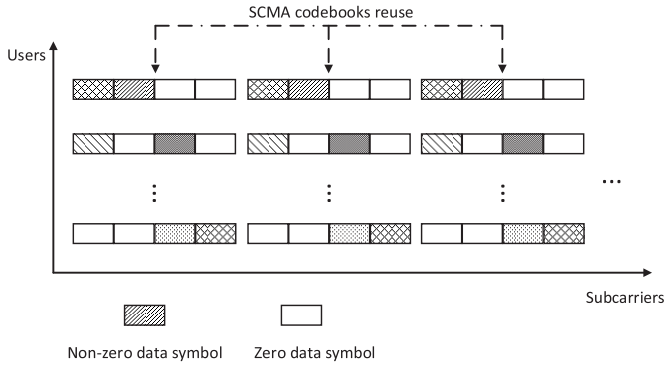 SCMA codebooks reuse
Users
...
Subcarriers
Non-zero data symbol
Zero data symbol